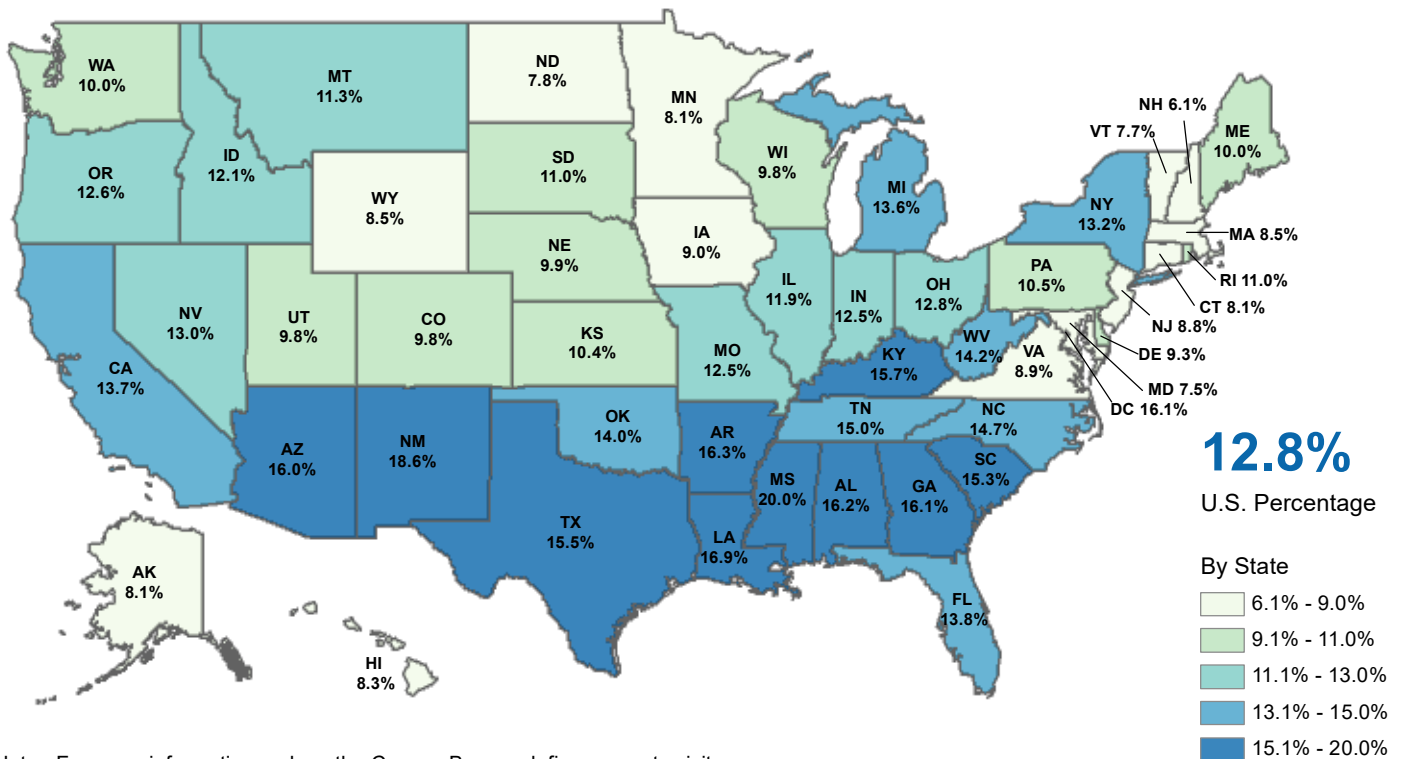 WA
10.0%
MT
11.3%
ND
7.8%
MN
8.1%
NH 6.1%
VT 7.7%
ME
10.0%
OR
12.6%
ID
12.1%
SD
11.0%
WI
9.8%
MI
13.6%
NY
13.2%
WY
8.5%
MA 8.5%
IA
9.0%
NE
9.9%
PA
10.5%
RI 11.0%
IL
11.9%
IN
12.5%
OH
12.8%
CT 8.1%
NJ 8.8%
NV
13.0%
UT
9.8%
CO
9.8%
KS
10.4%
MO
12.5%
WV
14.2%
VA
8.9%
DE 9.3%
KY
15.7%
CA
13.7%
MD 7.5%
DC 16.1%
OK
14.0%
TN
15.0%
NC
14.7%
AZ
16.0%
NM
18.6%
AR
16.3%
SC
15.3%
MS
20.0%
AL
16.2%
GA
16.1%
TX
15.5%
LA
16.9%
AK
8.1%
FL
13.8%
HI
8.3%
12.8%
U.S. Percentage
By State
6.1% - 9.0%
9.1% - 11.0%
11.1% - 13.0%
13.1% - 15.0%
15.1% - 20.0%